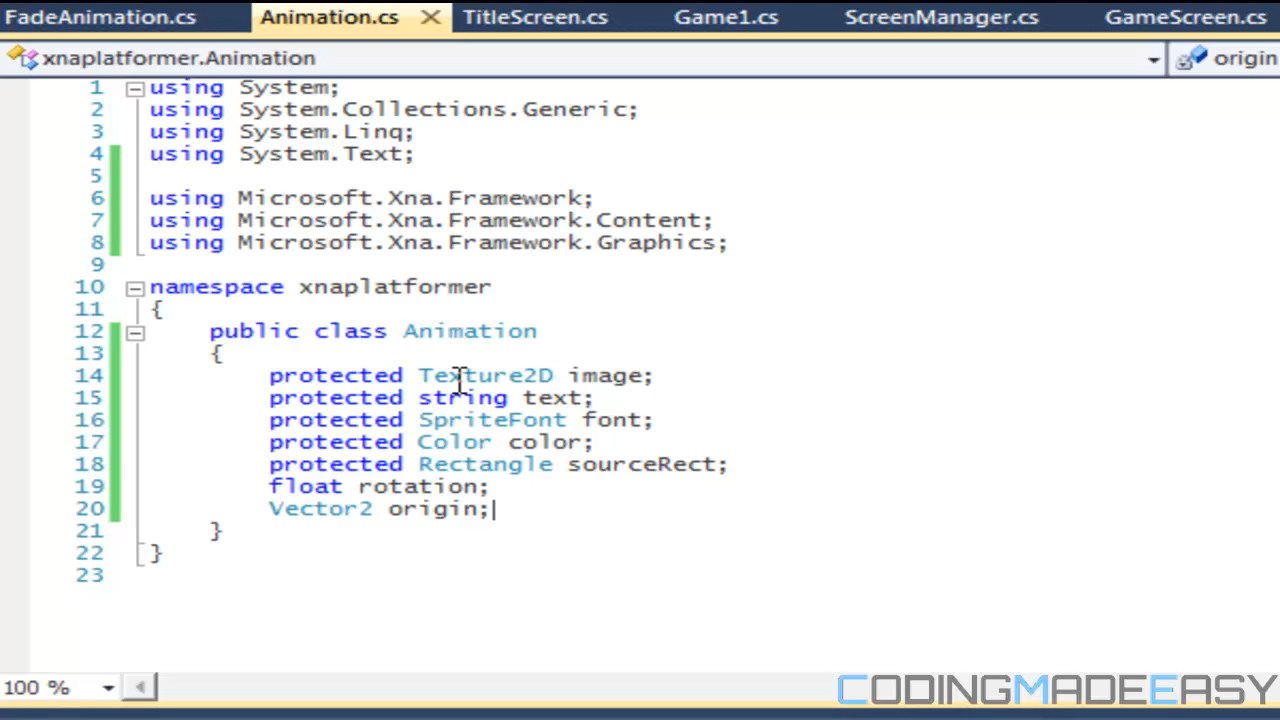 FadeAnimation.cs Animation.cs TitleScreen.cs Game1.cs ScreenManager.cs GameScreen.cs
xnaplatformer.Animation origin
1 using System;
2 using System.Collections.Generic;
3 using System.Linq;
4 using System.Text;
5
6 using Microsoft.Xna.Framework;
7 using Microsoft.Xna.Framework.Content;
8 using Microsoft.Xna.Framework.Graphics;
9
10 namespace xnaplatformer
11 {
12 public class Animation
13 {
14 protected Texture2D image;
15 protected string text;
16 protected SpriteFont font;
17 protected Color color;
18 protected Rectangle sourceRect;
19 float rotation;
20 Vector2 origin;
21 }
22 }
23
100 %
CODINGMADEEASY